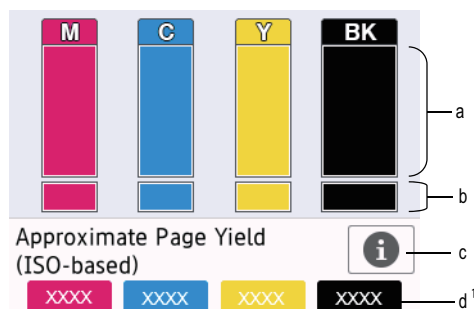 M C Y BK
a
b
Approximate Page Yield
(ISO-based)
c
XXXX XXXX XXXX XXXX
d 1